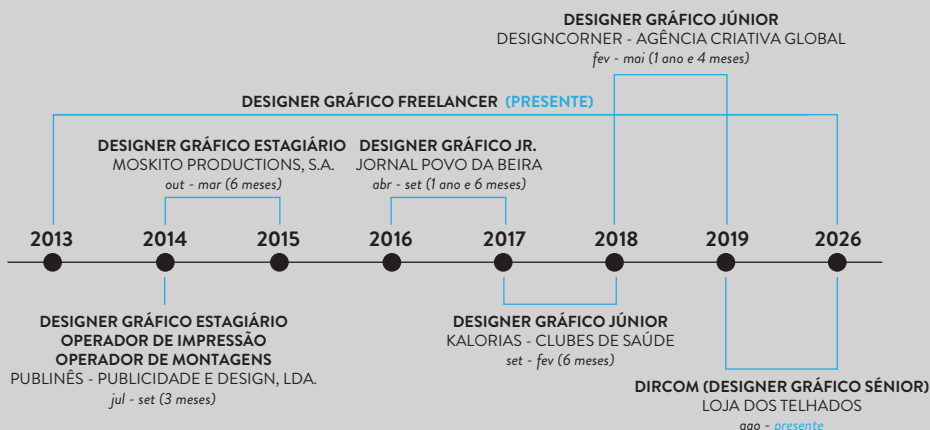 DESIGNER GRÁFICO JÚNIOR
DESIGNCORNER - AGÊNCIA CRIATIVA GLOBAL
fev - mai (1 ano e 4 meses)
DESIGNER GRÁFICO FREELANCER (PRESENTE)
DESIGNER GRÁFICO ESTAGIÁRIO
MOSKITO PRODUCTIONS, S.A.
out - mar (6 meses)
DESIGNER GRÁFICO JR.
JORNAL POVO DA BEIRA
abr - set (1 ano e 6 meses)
2013 2014 2015 2016 2017 2018 2019 2026
DESIGNER GRÁFICO ESTAGIÁRIO
OPERADOR DE IMPRESSÃO
OPERADOR DE MONTAGENS
PUBLINÊS - PUBLICIDADE E DESIGN, LDA.
jul - set (3 meses)
DESIGNER GRÁFICO JÚNIOR
KALORIAS - CLUBES DE SAÚDE
set - fev (6 meses)
DIRCOM (DESIGNER GRÁFICO SÉNIOR)
LOJA DOS TELHADOS
ago - presente